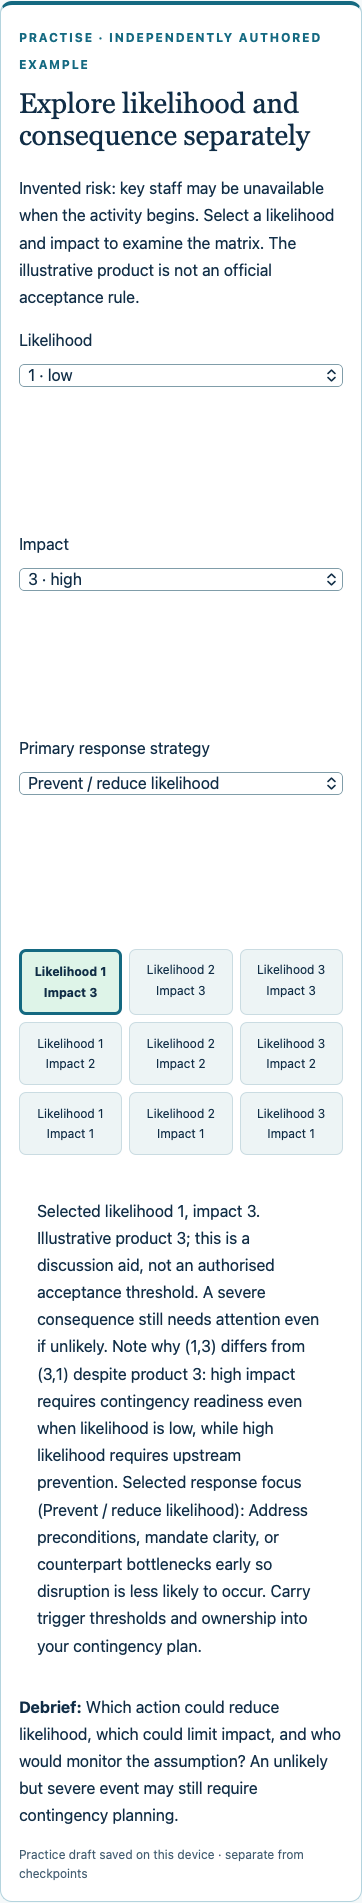 PRACTISE · INDEPENDENTLY AUTHORED
EXAMPLE
Explore likelihood and
consequence separately
Invented risk: key staff may be unavailable
when the activity begins. Select a likelihood
and impact to examine the matrix. The
illustrative product is not an official
acceptance rule.
Likelihood
1 · low
Impact
3 · high
Primary response strategy
Prevent / reduce likelihood
Likelihood 1
Impact 3
Likelihood 2
Impact 3
Likelihood 3
Impact 3
Likelihood 1
Impact 2
Likelihood 2
Impact 2
Likelihood 3
Impact 2
Likelihood 1
Impact 1
Likelihood 2
Impact 1
Likelihood 3
Impact 1
Selected likelihood 1, impact 3.
Illustrative product 3; this is a
discussion aid, not an authorised
acceptance threshold. A severe
consequence still needs attention even
if unlikely. Note why (1,3) differs from
(3,1) despite product 3: high impact
requires contingency readiness even
when likelihood is low, while high
likelihood requires upstream
prevention. Selected response focus
(Prevent / reduce likelihood): Address
preconditions, mandate clarity, or
counterpart bottlenecks early so
disruption is less likely to occur. Carry
trigger thresholds and ownership into
your contingency plan.
Debrief: Which action could reduce
likelihood, which could limit impact, and who
would monitor the assumption? An unlikely
but severe event may still require
contingency planning.
Practice draft saved on this device · separate from
checkpoints